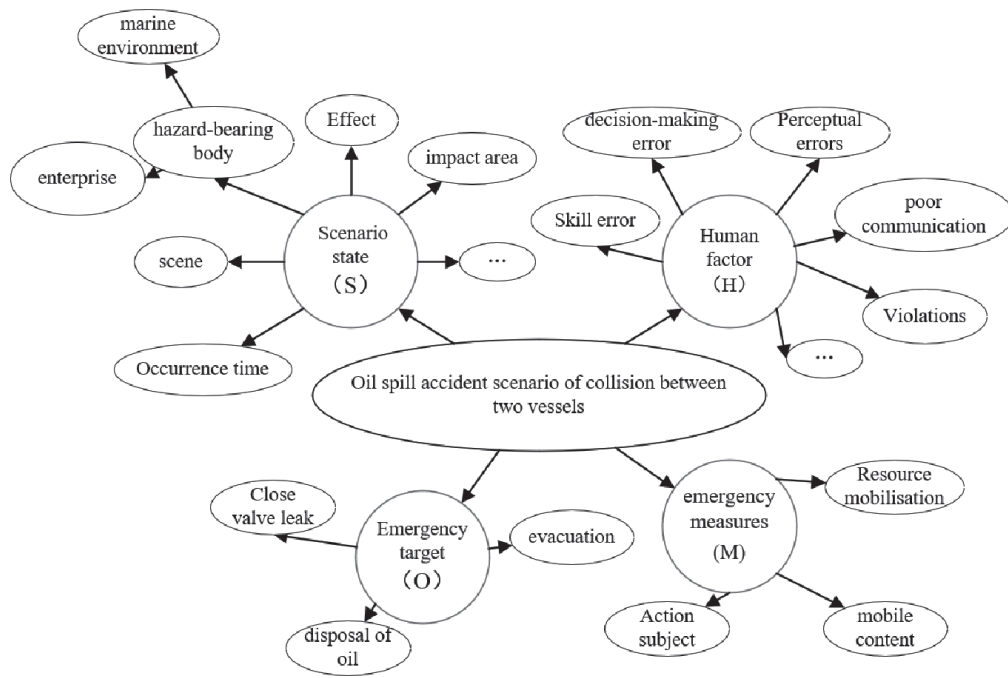 marine
environment
hazard-bearing
body
enterprise
Effect
impact area
scene
Scenario
state
(S)
...
Occurrence time
decision-making
error
Perceptual
errors
Skill error
Human
factor
(H)
poor
communication
Violations
...
Oil spill accident scenario of collision between
two vessels
Close
valve leak
Emergency
target
(O)
evacuation
disposal of
oil
emergency
measures
(M)
Resource
mobilisation
Action
subject
mobile
content